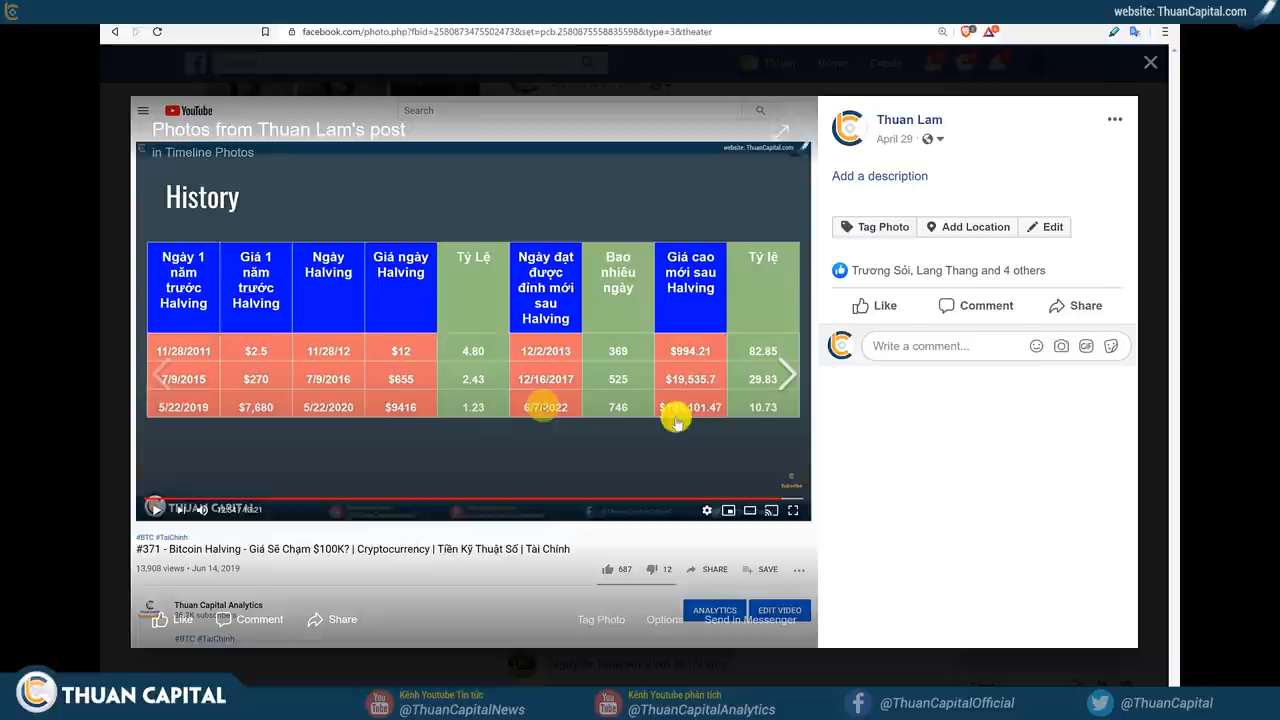 website: ThuanCapital.com
facebook.com/photo.php?fbid=2580873475502473&set=pcb.2580875558835598&type=3&theater
YouTube
Search
Photos from Thuan Lam's post
in Timeline Photos
website: ThuanCapital.com
History
Ngày 1 năm trước Halving
Giá 1 năm trước Halving
Ngày Halving
Giá ngày Halving
Tỷ Lệ
Ngày đạt được đỉnh mới sau Halving
Bao nhiêu ngày
Giá cao mới sau Halving
Tỷ lệ
11/28/2011 $2.5 11/28/12 $12 4.80 12/2/2013 369 $994.21 82.85
7/9/2015 $270 7/9/2016 $655 2.43 12/16/2017 525 $19,535.7 29.83
5/22/2019 $7,680 5/22/2020 $9416 1.23 746 10.73
#BTC #TaiChinh
#371 - Bitcoin Halving - Giá Sẽ Chạm $100K? | Cryptocurrency | Tiền Kỹ Thuật Số | Tài Chính
13,908 views • Jun 14, 2019
687 12 SHARE SAVE
Thuan Capital Analytics
ANALYTICS EDIT VIDEO
Like Comment Share
Tag Photo Options Send in Messenger
#BTC #TaiChinh
Thuan Lam
April 29
Add a description
Tag Photo Add Location Edit
Trương Sỏi, Lang Thang and 4 others
Like Comment Share
Write a comment...
THUAN CAPITAL
Kênh Youtube Tin tức
@ThuanCapitalNews
Kênh Youtube phân tích
@ThuanCapitalAnalytics
@ThuanCapitalOfficial
@ThuanCapital